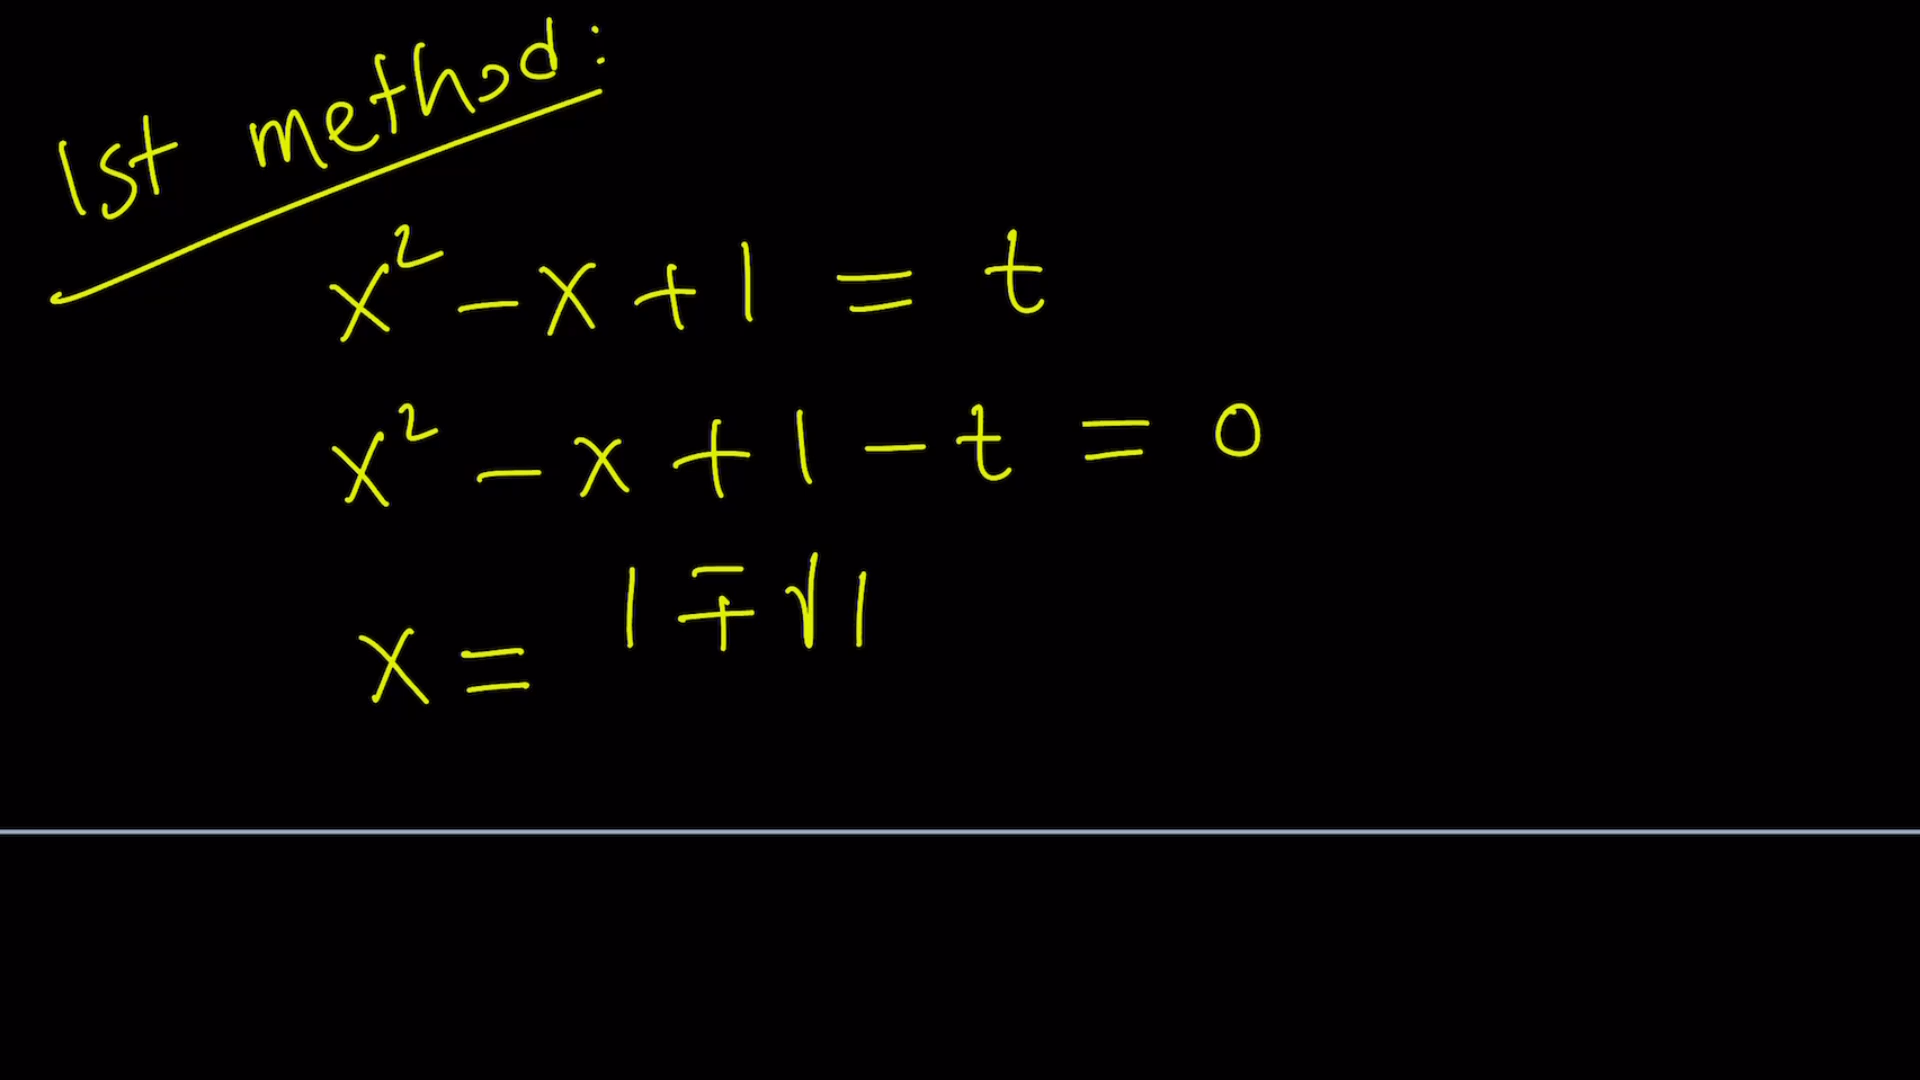 1st method:
x² - x + 1 = t
x² - x + 1 - t = 0
x = 1 ∓ √1